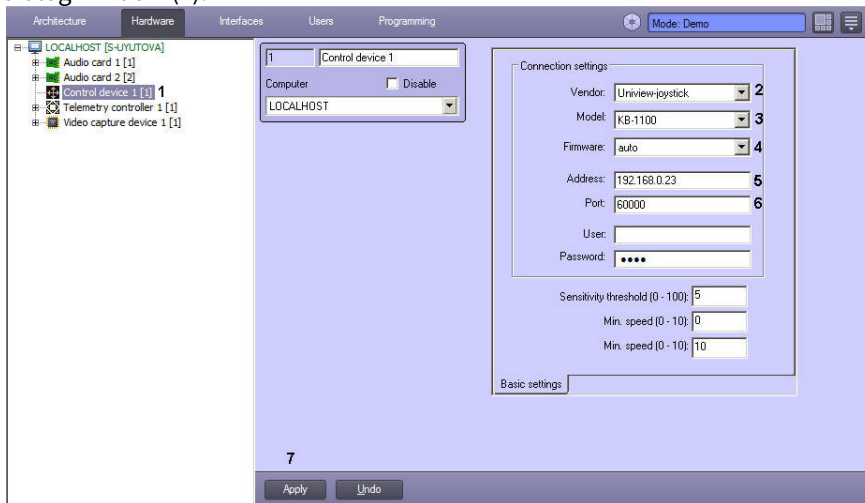 Architecture Hardware Interfaces Users Programming Mode: Demo
LOCALHOST [S-UYUTOVA]
Audio card 1 [1]
Audio card 2 [2]
Control device 1 [1] 1
Telemetry controller 1 [1]
Video capture device 1 [1]
1 Control device 1
Computer Disable
LOCALHOST
Connection settings
Vendor: Uniview-joystick 2
Model: KB-1100 3
Firmware: auto 4
Address: 192.168.0.23 5
Port: 60000 6
User:
Password: ••••
Sensitivity threshold (0 - 100): 5
Min. speed (0 - 10): 0
Min. speed (0 - 10): 10
Basic settings
7
Apply Undo